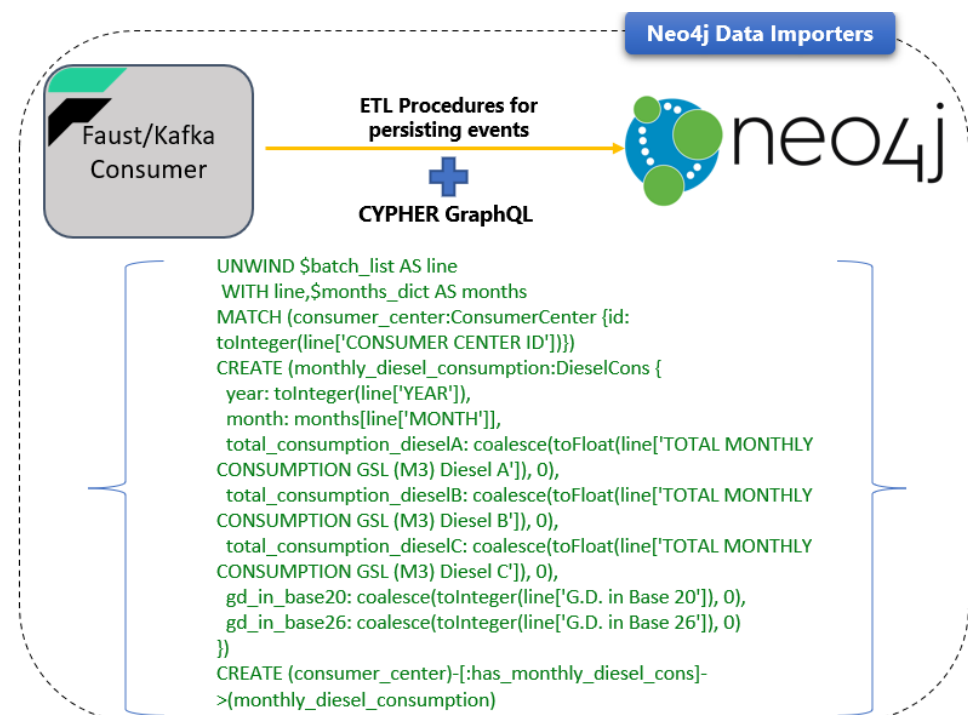 Neo4j Data Importers
Faust/Kafka
Consumer
ETL Procedures for
persisting events
CYPHER GraphQL
neo4j
UNWIND $batch_list AS line
WITH line,$months_dict AS months
MATCH (consumer_center:ConsumerCenter {id:
toInteger(line['CONSUMER CENTER ID'])})
CREATE (monthly_diesel_consumption:DieselCons {
year: toInteger(line['YEAR']),
month: months[line['MONTH']],
total_consumption_dieselA: coalesce(toFloat(line['TOTAL MONTHLY
CONSUMPTION GSL (M3) Diesel A']), 0),
total_consumption_dieselB: coalesce(toFloat(line['TOTAL MONTHLY
CONSUMPTION GSL (M3) Diesel B']), 0),
total_consumption_dieselC: coalesce(toFloat(line['TOTAL MONTHLY
CONSUMPTION GSL (M3) Diesel C']), 0),
gd_in_base20: coalesce(toInteger(line['G.D. in Base 20']), 0),
gd_in_base26: coalesce(toInteger(line['G.D. in Base 26']), 0)
})
CREATE (consumer_center)-[:has_monthly_diesel_cons]-
>(monthly_diesel_consumption)